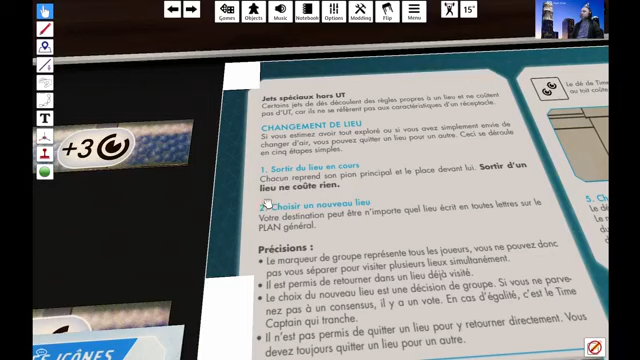 Games
Objects
Music
Notebook
Options
Modding
Flip
Menu
15°
T
+3
Jets spéciaux hors UT
Certains jets de dés découlent des règles propres à un lieu et ne coûtent
pas d'UT, car ils ne se réfèrent pas aux caractéristiques d'un réceptacle.
CHANGEMENT DE LIEU
Si vous estimez avoir tout exploré ou si vous avez simplement envie de
changer d'air, vous pouvez quitter un lieu pour un autre. Ceci se déroule
en cinq étapes simples.
1. Sortir du lieu en cours
Chacun reprend son pion principal et le place devant lui. Sortir d'un
lieu ne coûte rien.
2. Choisir un nouveau lieu
Votre destination peut être n'importe quel lieu écrit en toutes lettres sur le
PLAN général.
Précisions :
• Le marqueur de groupe représente tous les joueurs, vous ne pouvez donc
pas vous séparer pour visiter plusieurs lieux simultanément.
• Il est permis de retourner dans un lieu déjà visité.
• Le choix du nouveau lieu est une décision de groupe. Si vous ne parve-
nez pas à un consensus, il y a un vote. En cas d'égalité, c'est le Time
Captain qui tranche.
• Il n'est pas permis de quitter un lieu pour y retourner directement. Vous
devez toujours quitter un lieu pour un autre.
Le dé de Time
au toit
5.
Le dé
ICÔNES